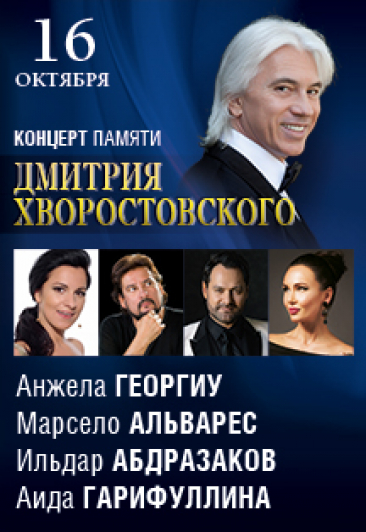 16
ОКТЯБРЯ
КОНЦЕРТ ПАМЯТИ
ДМИТРИЯ
ХВОРОСТОВСКОГО
Анжела ГЕОРГИУ
Марсело АЛЬВАРЕС
Ильдар АБДРАЗАКОВ
Аида ГАРИФУЛЛИНА